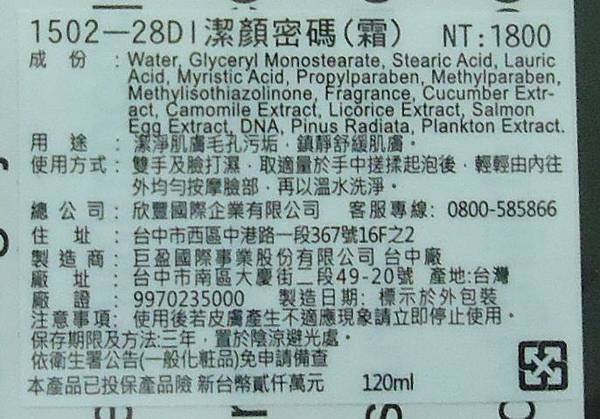 1502—28DI潔顏密碼(霜) NT:1800
成份:Water, Glyceryl Monostearate, Stearic Acid, Lauric
Acid, Myristic Acid, Propylparaben, Methylparaben,
Methylisothiazolinone, Fragrance, Cucumber Extr-
act, Camomile Extract, Licorice Extract, Salmon
Egg Extract, DNA, Pinus Radiata, Plankton Extract.
用途:潔淨肌膚毛孔污垢,鎮靜舒緩肌膚。
使用方式:雙手及臉打濕,取適量於手中搓揉起泡後,輕輕由內往
外均勻按摩臉部,再以溫水洗淨。
總公司:欣豐國際企業有限公司 客服專線:0800-585866
住址:台中市西區中港路一段367號16F之2
製造商:巨盈國際事業股份有限公司 台中廠
廠址:台中市南區大慶街二段49-20號 產地:台灣
廠證:9970235000 製造日期:標示於外包裝
注意事項:使用後若皮膚產生不適應現象請立即停止使用。
保存期限及方法:三年,置於陰涼避光處。
依衛生署公告(一般化粧品)免申請備查
本產品已投保產品險 新台幣貳仟萬元 120ml